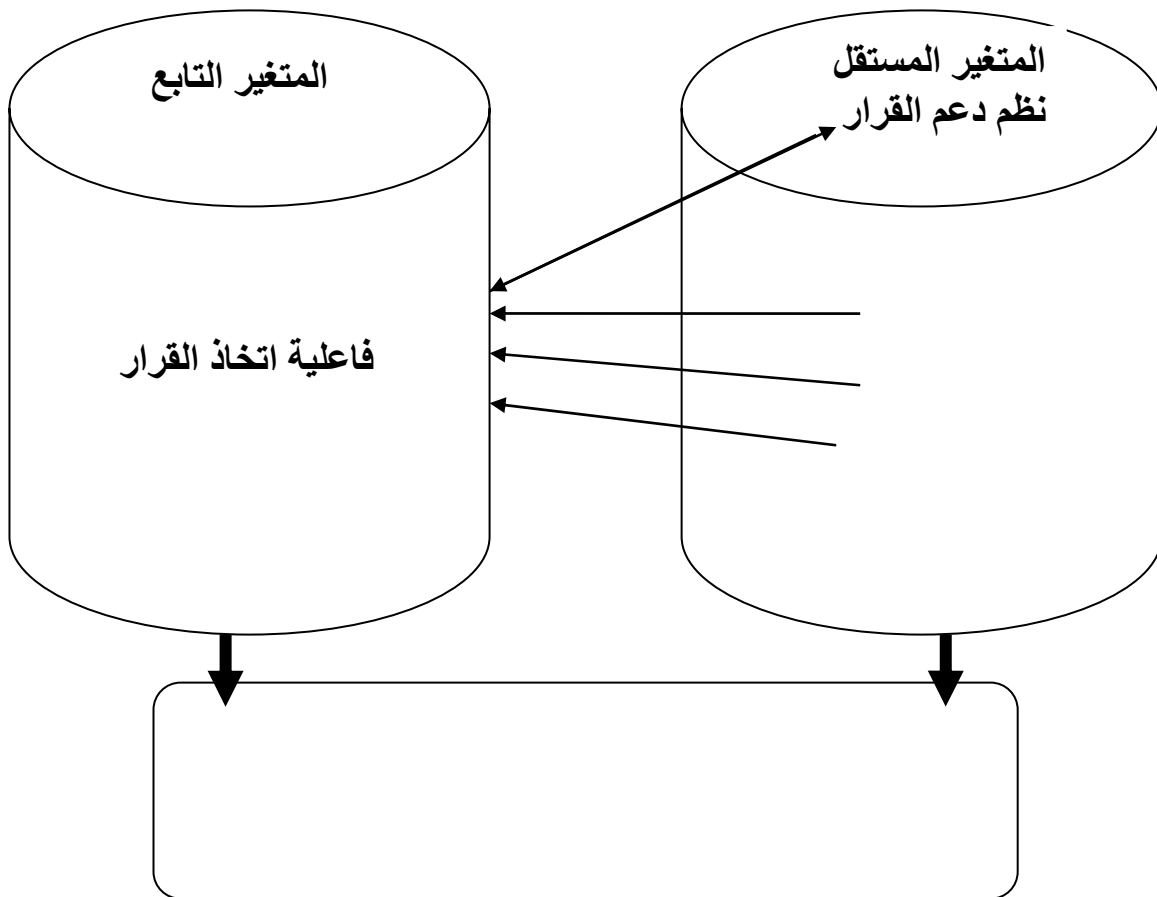 المتغير المستقل
نظم دعم القرار
المتغير التابع
فاعلية اتخاذ القرار